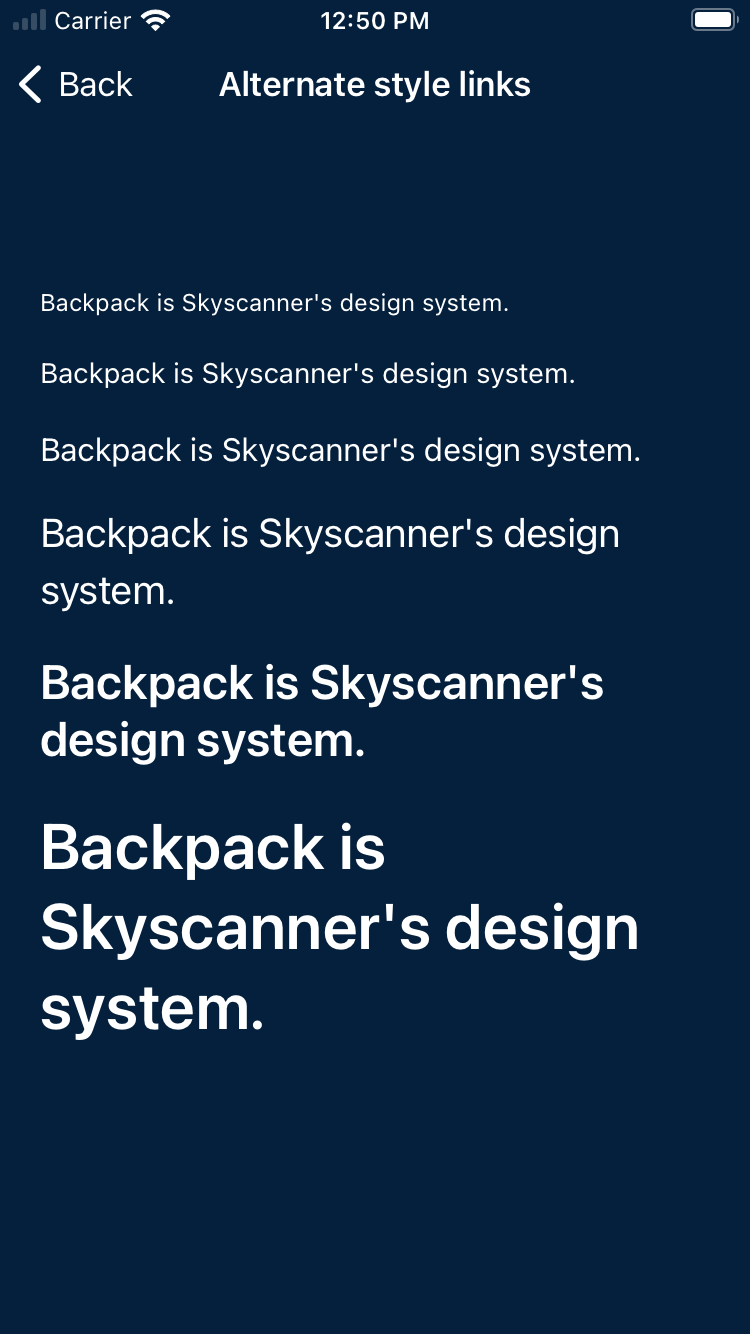 Carrier 12:50 PM
Back Alternate style links
Backpack is Skyscanner's design system.
Backpack is Skyscanner's design system.
Backpack is Skyscanner's design system.
Backpack is Skyscanner's design
system.
Backpack is Skyscanner's
design system.
Backpack is
Skyscanner's design
system.